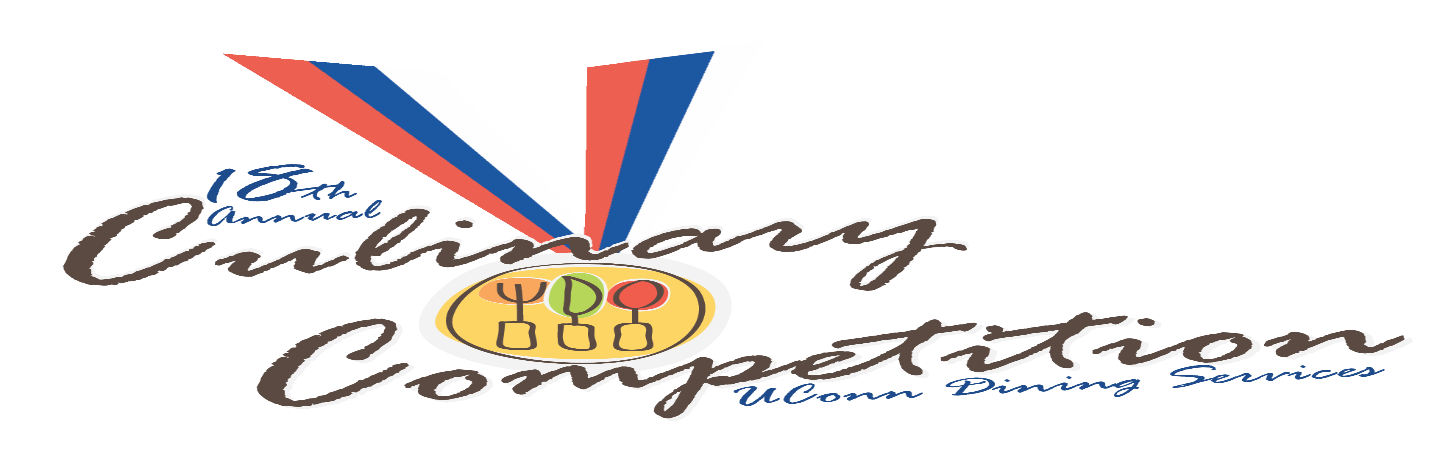 18th
Annual
Culinary
Competition
UConn Dining Services